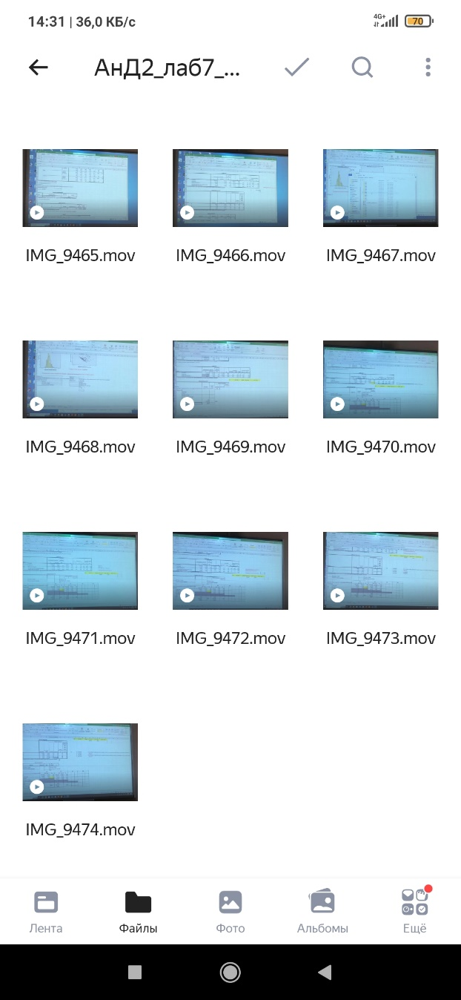 14:31 | 36,0 КБ/с
4G+
70
АнД2_лаб7_...
IMG_9465.mov IMG_9466.mov IMG_9467.mov
IMG_9468.mov IMG_9469.mov IMG_9470.mov
IMG_9471.mov IMG_9472.mov IMG_9473.mov
IMG_9474.mov
Лента Файлы Фото Альбомы Ещё